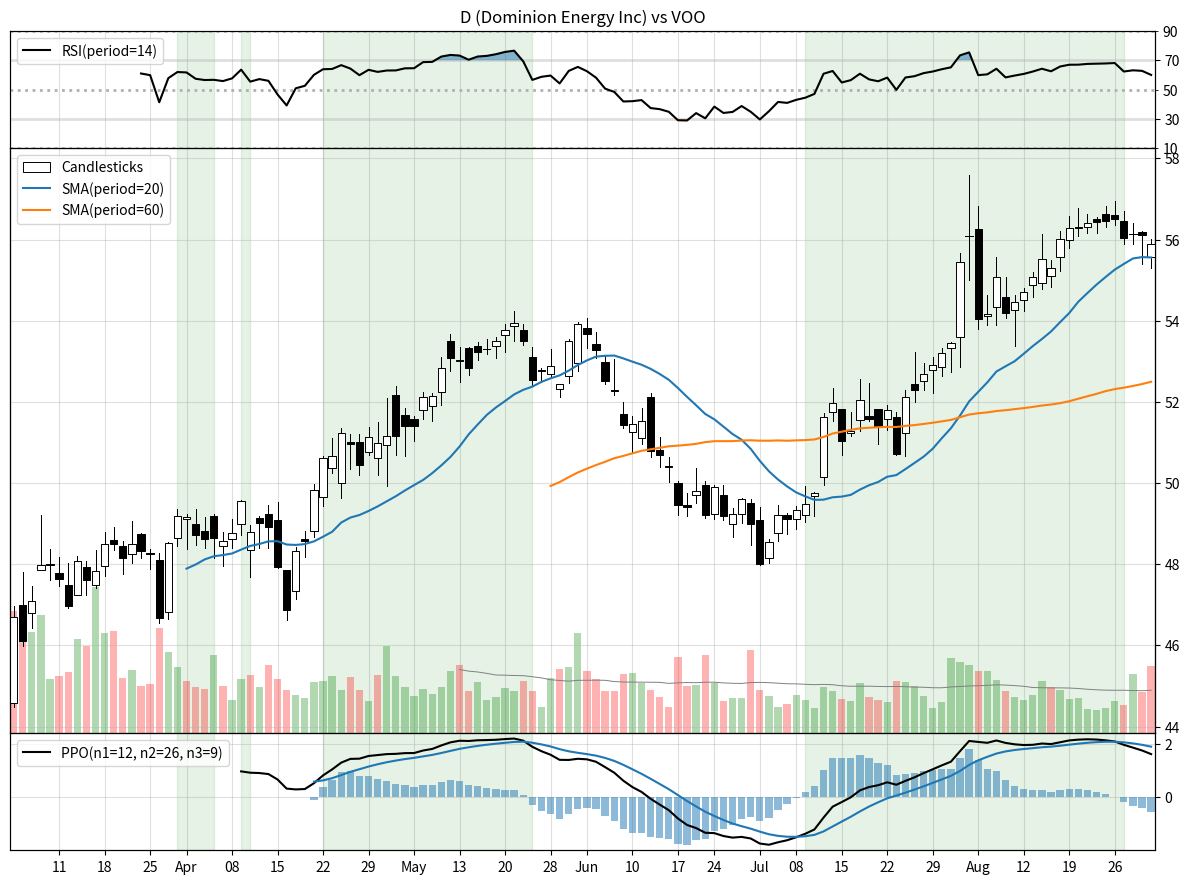 D (Dominion Energy Inc) vs VOO
RSI(period=14)
90
70
50
30
10
Candlesticks
SMA(period=20)
SMA(period=60)
58
56
54
52
50
48
46
44
PPO(n1=12, n2=26, n3=9)
2
0
11 18 25 Apr 08 15 22 29 May 13 20 28 Jun 10 17 24 Jul 08 15 22 29 Aug 12 19 26